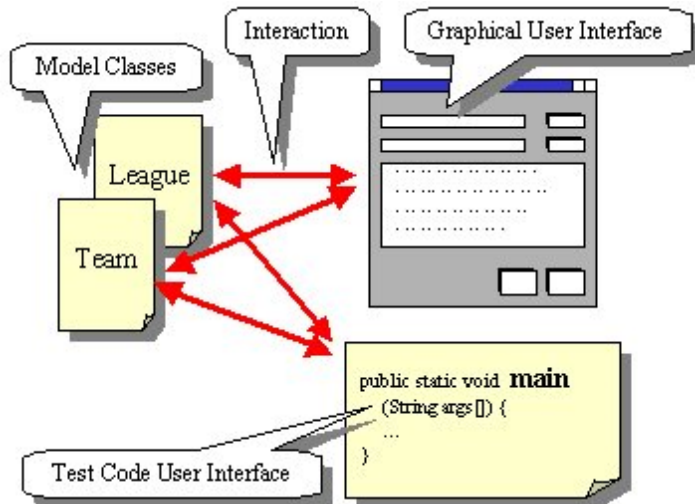 Interaction
Graphical User Interface
Model Classes
League
Team
public static void main
(String args []) {
...
}
Test Code User Interface